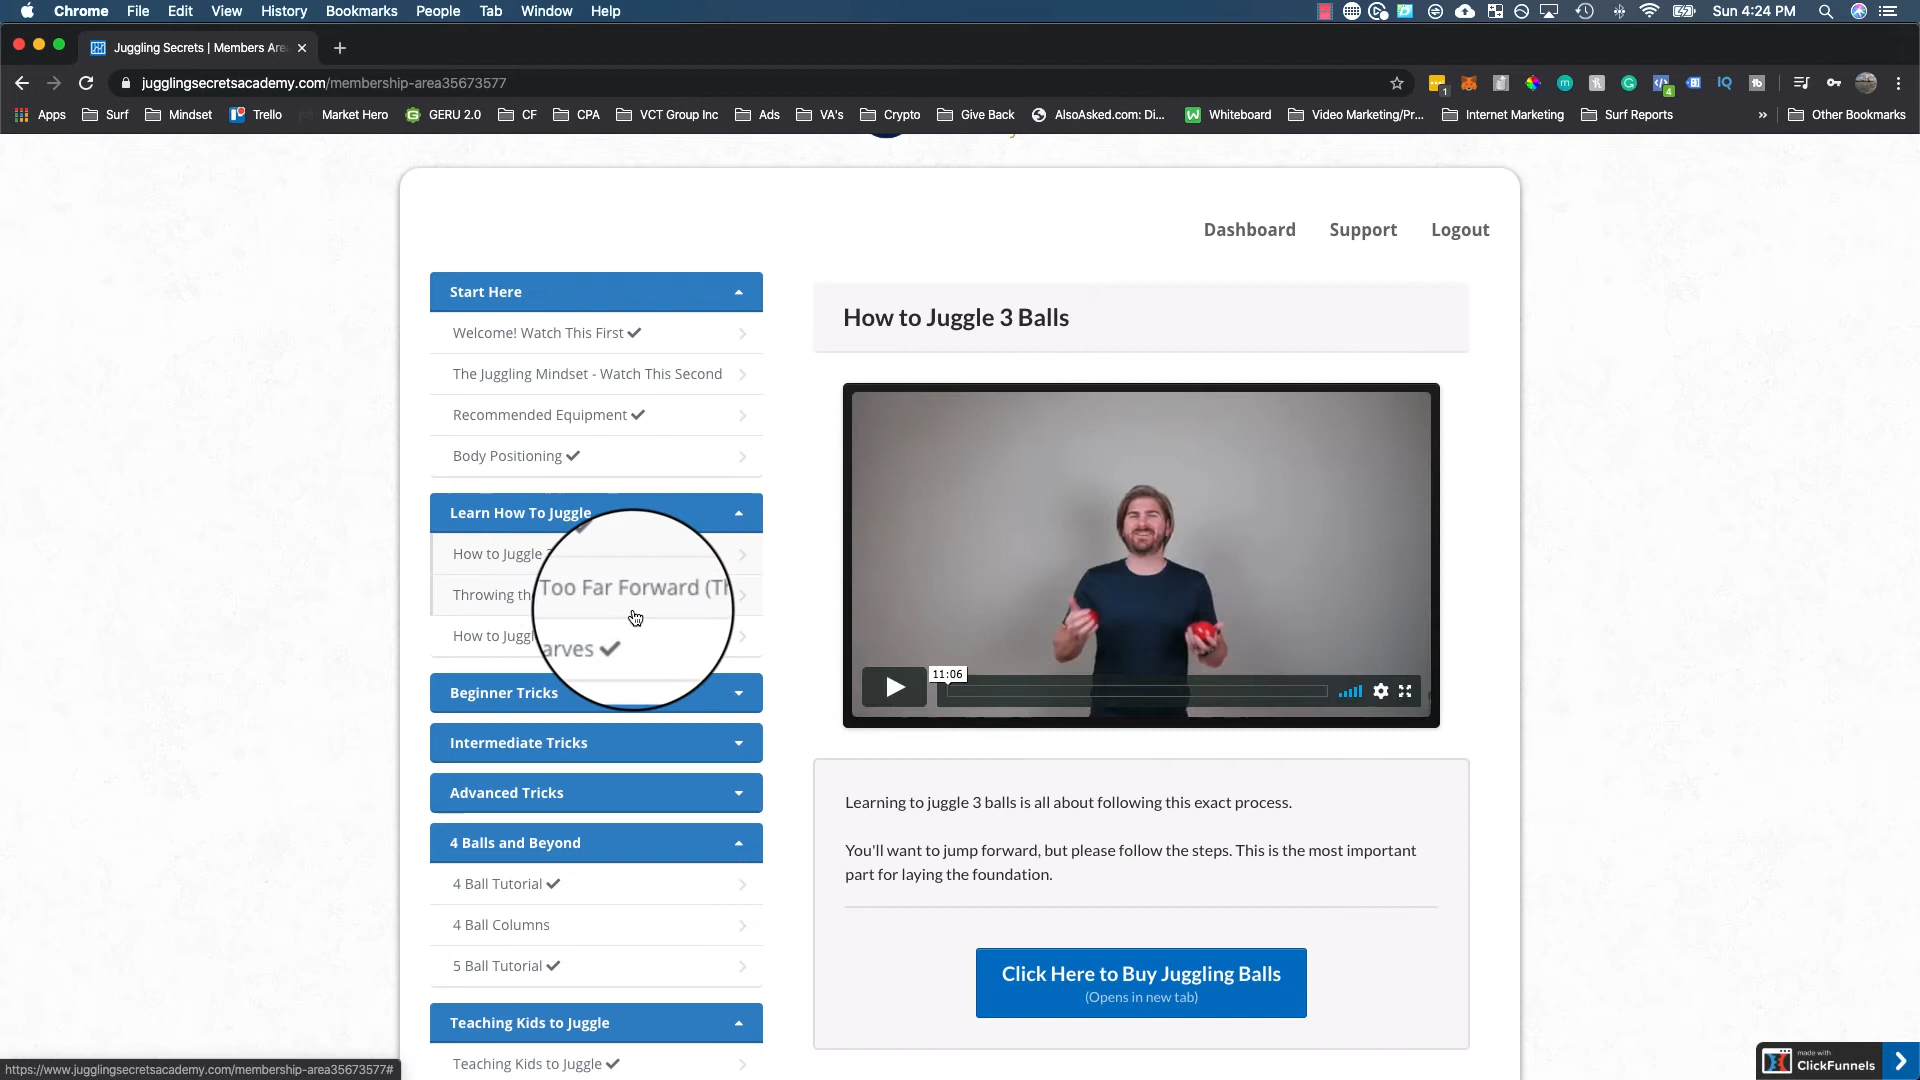 Chrome File Edit View History Bookmarks People Tab Window Help Sun 4:24 PM
Juggling Secrets | Members Are
jugglingsecretsacademy.com/membership-area35673577
Apps Surf Mindset Trello Market Hero GERU 2.0 CF CPA VCT Group Inc Ads VA's Crypto Give Back AlsoAsked.com: Di... Whiteboard Video Marketing/Pr... Internet Marketing Surf Reports » Other Bookmarks
Dashboard Support Logout
Start Here
Welcome! Watch This First
The Juggling Mindset - Watch This Second
Recommended Equipment
Body Positioning
Learn How To Juggle
How to Juggle
Throwing th
Too Far Forward (Th
How to Juggl
arves
Beginner Tricks
Intermediate Tricks
Advanced Tricks
4 Balls and Beyond
4 Ball Tutorial
4 Ball Columns
5 Ball Tutorial
Teaching Kids to Juggle
Teaching Kids to Juggle
How to Juggle 3 Balls
11:06
Learning to juggle 3 balls is all about following this exact process.
You'll want to jump forward, but please follow the steps. This is the most important
part for laying the foundation.
Click Here to Buy Juggling Balls
(Opens in new tab)
made with
ClickFunnels
https://www.jugglingsecretsacademy.com/membership-area35673577#